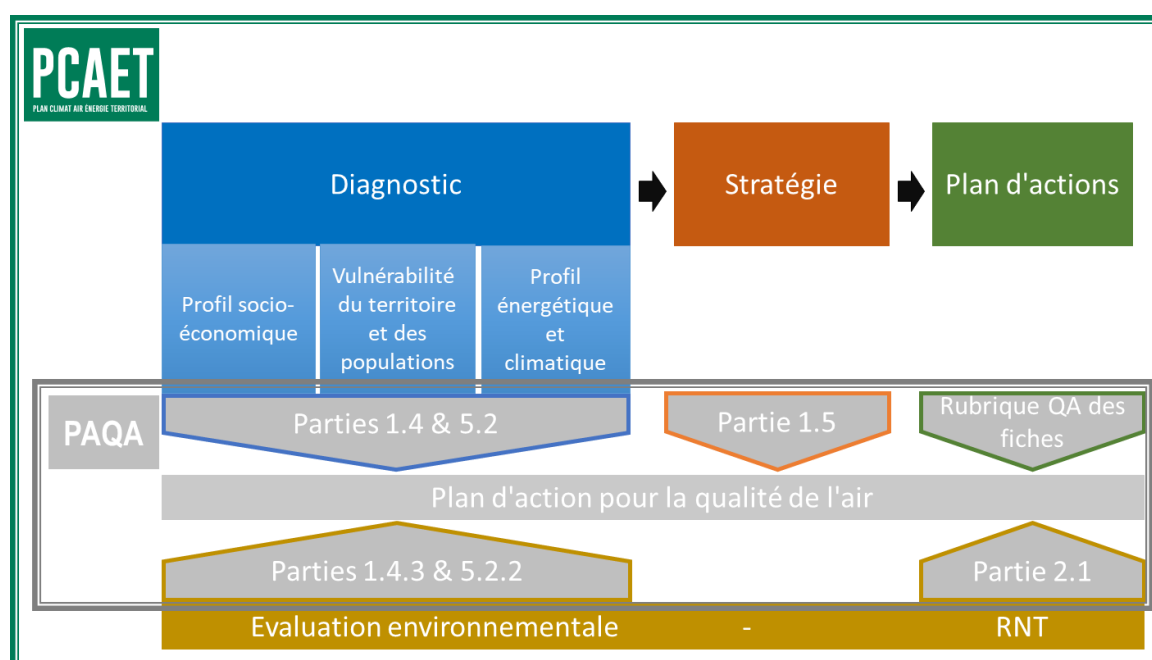 PCAET
PLAN CLIMAT AIR ÉNERGIE TERRITORIAL
Diagnostic
Stratégie
Plan d'actions
Profil socio-
économique
Vulnérabilité
du territoire
et des
populations
Profil
énergétique
et
climatique
PAQA
Parties 1.4 & 5.2
Partie 1.5
Rubrique QA des
fiches
Plan d'action pour la qualité de l'air
Parties 1.4.3 & 5.2.2
Partie 2.1
Evaluation environnementale
-
RNT